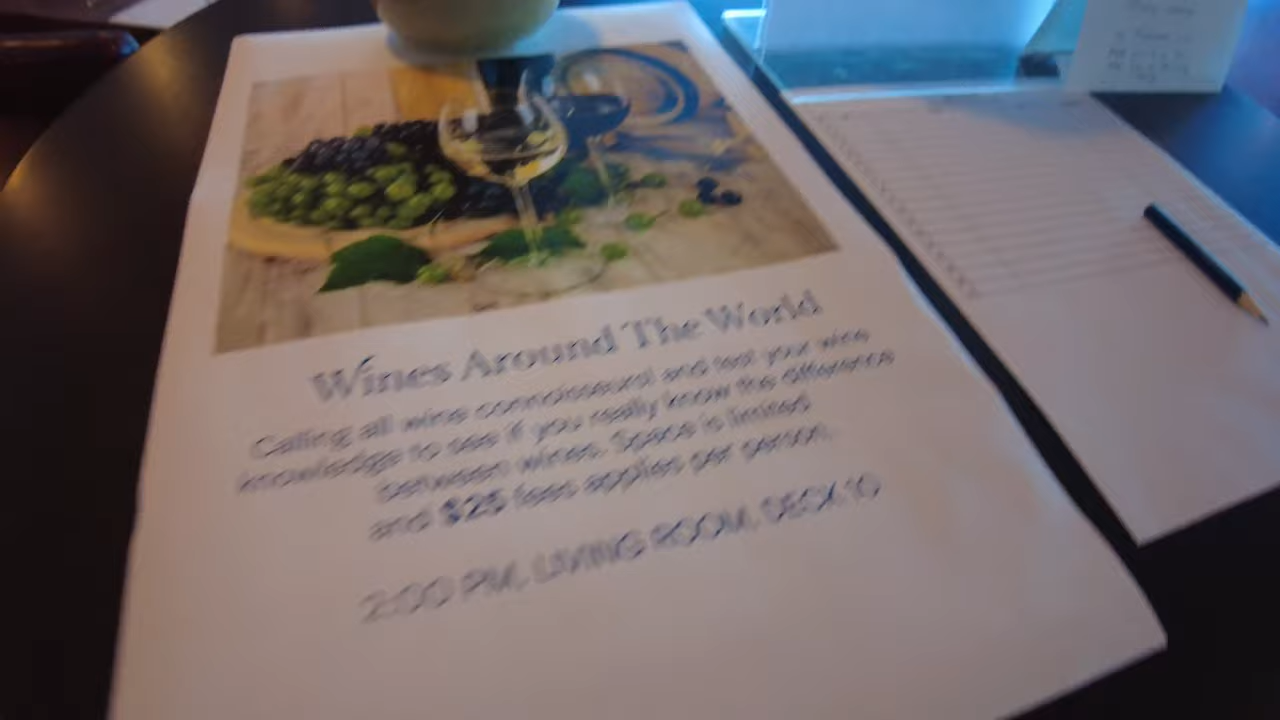 Wines Around The World
Calling all wine connoisseurs! and test your wine
knowledge to see if you really know the difference
between wines. Space is limited
and $25 fees applies per person.
2:00 PM, LIVING ROOM, DECK 10